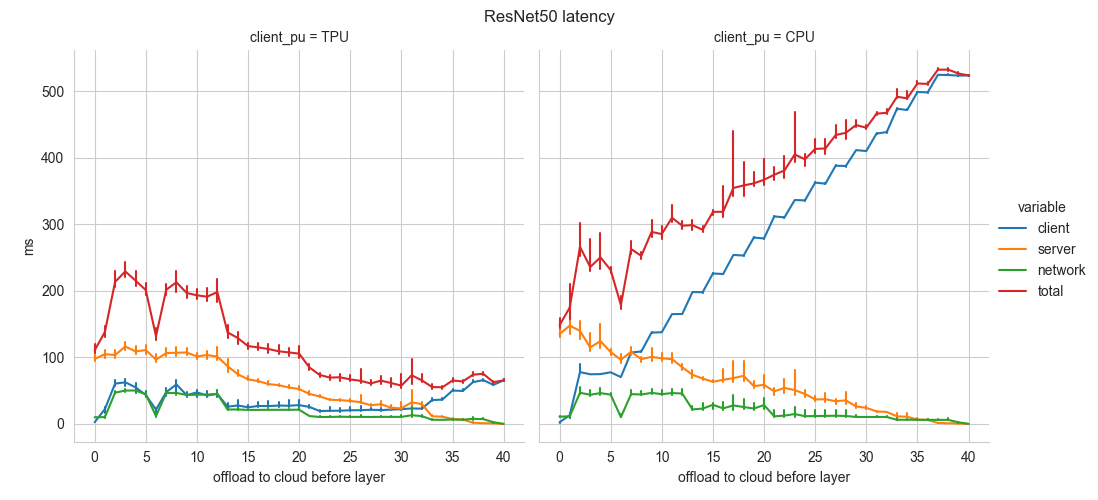 ResNet50 latency
client_pu = TPU
client_pu = CPU
500
400
300
200
100
0
ms
0 5 10 15 20 25 30 35 40
0 5 10 15 20 25 30 35 40
offload to cloud before layer
offload to cloud before layer
variable
client
server
network
total